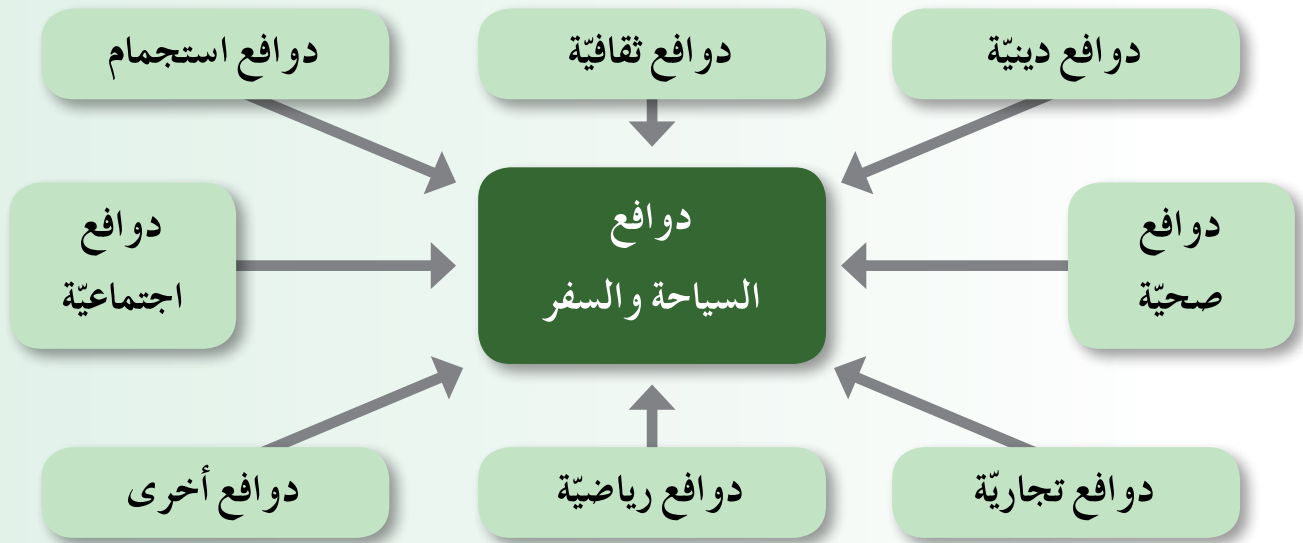 دوافع دينيّة
دوافع ثقافيّة
دوافع استجمام
دوافع
صحيّة
دوافع
السياحة والسفر
دوافع
اجتماعيّة
دوافع تجاريّة
دوافع رياضيّة
دوافع أخرى